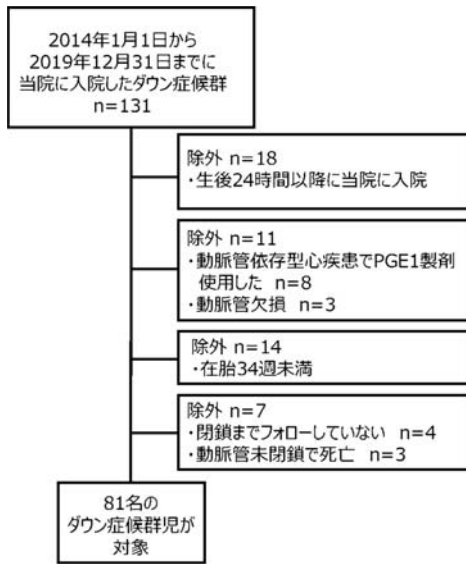 2014年1月1日から
2019年12月31日までに
当院に入院したダウン症候群
n=131
除外 n=18
・生後24時間以降に当院に入院
除外 n=11
・動脈管依存型心疾患でPGE1製剤
使用した n=8
・動脈管欠損 n=3
除外 n=14
・在胎34週未満
除外 n=7
・閉鎖までフォローしていない n=4
・動脈管未閉鎖で死亡 n=3
81名の
ダウン症候群児が
対象